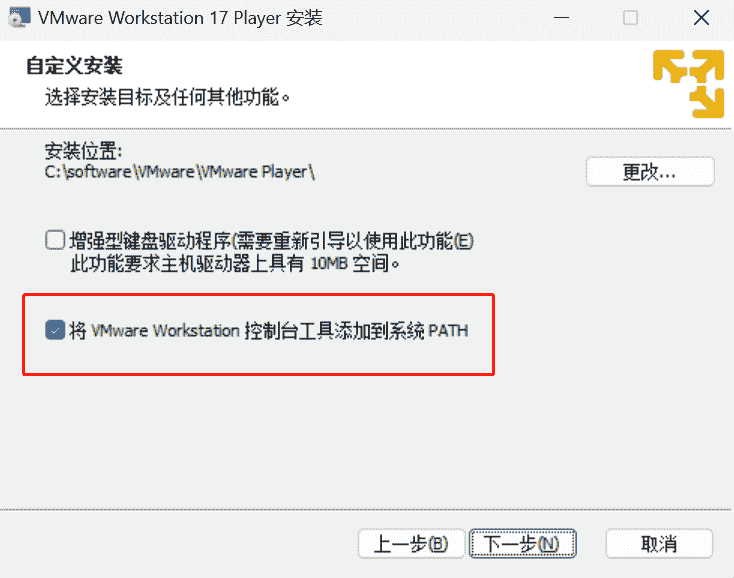 VMware Workstation 17 Player 安装
自定义安装
选择安装目标及任何其他功能。
安装位置:
C:\software\VMware\VMware Player\
更改...
增强型键盘驱动程序(需要重新引导以使用此功能(E)
此功能要求主机驱动器上具有 10MB 空间。
将 VMware Workstation 控制台工具添加到系统 PATH
上一步(B)
下一步(N)
取消